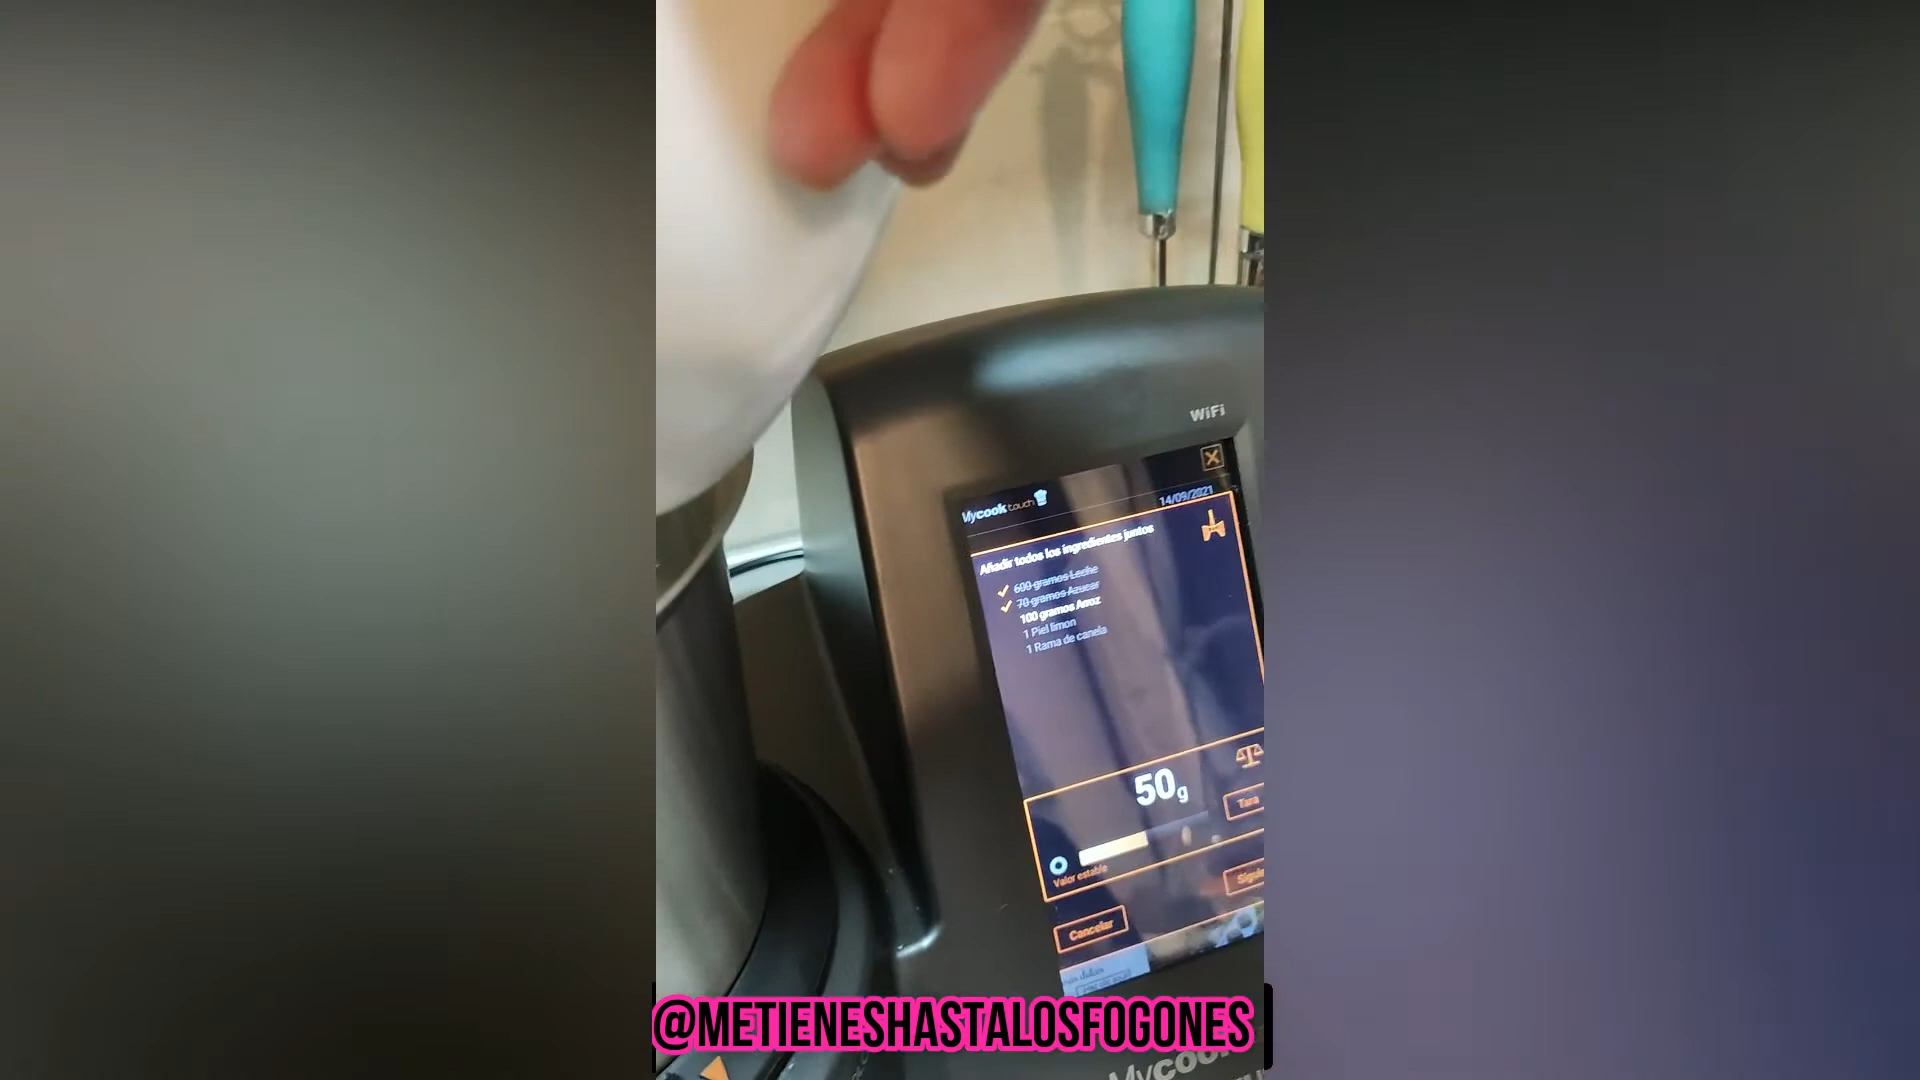 WiFi
Mycook touch
14/09/2021
Añadir todos los ingredientes juntos
600 gramos Leche
70 gramos Azucar
100 gramos Arroz
1 Piel limon
1 Rama de canela
50g
Tara
Valor estable
Cancelar
@METIENESHASTALOSFOGONES
Mycook